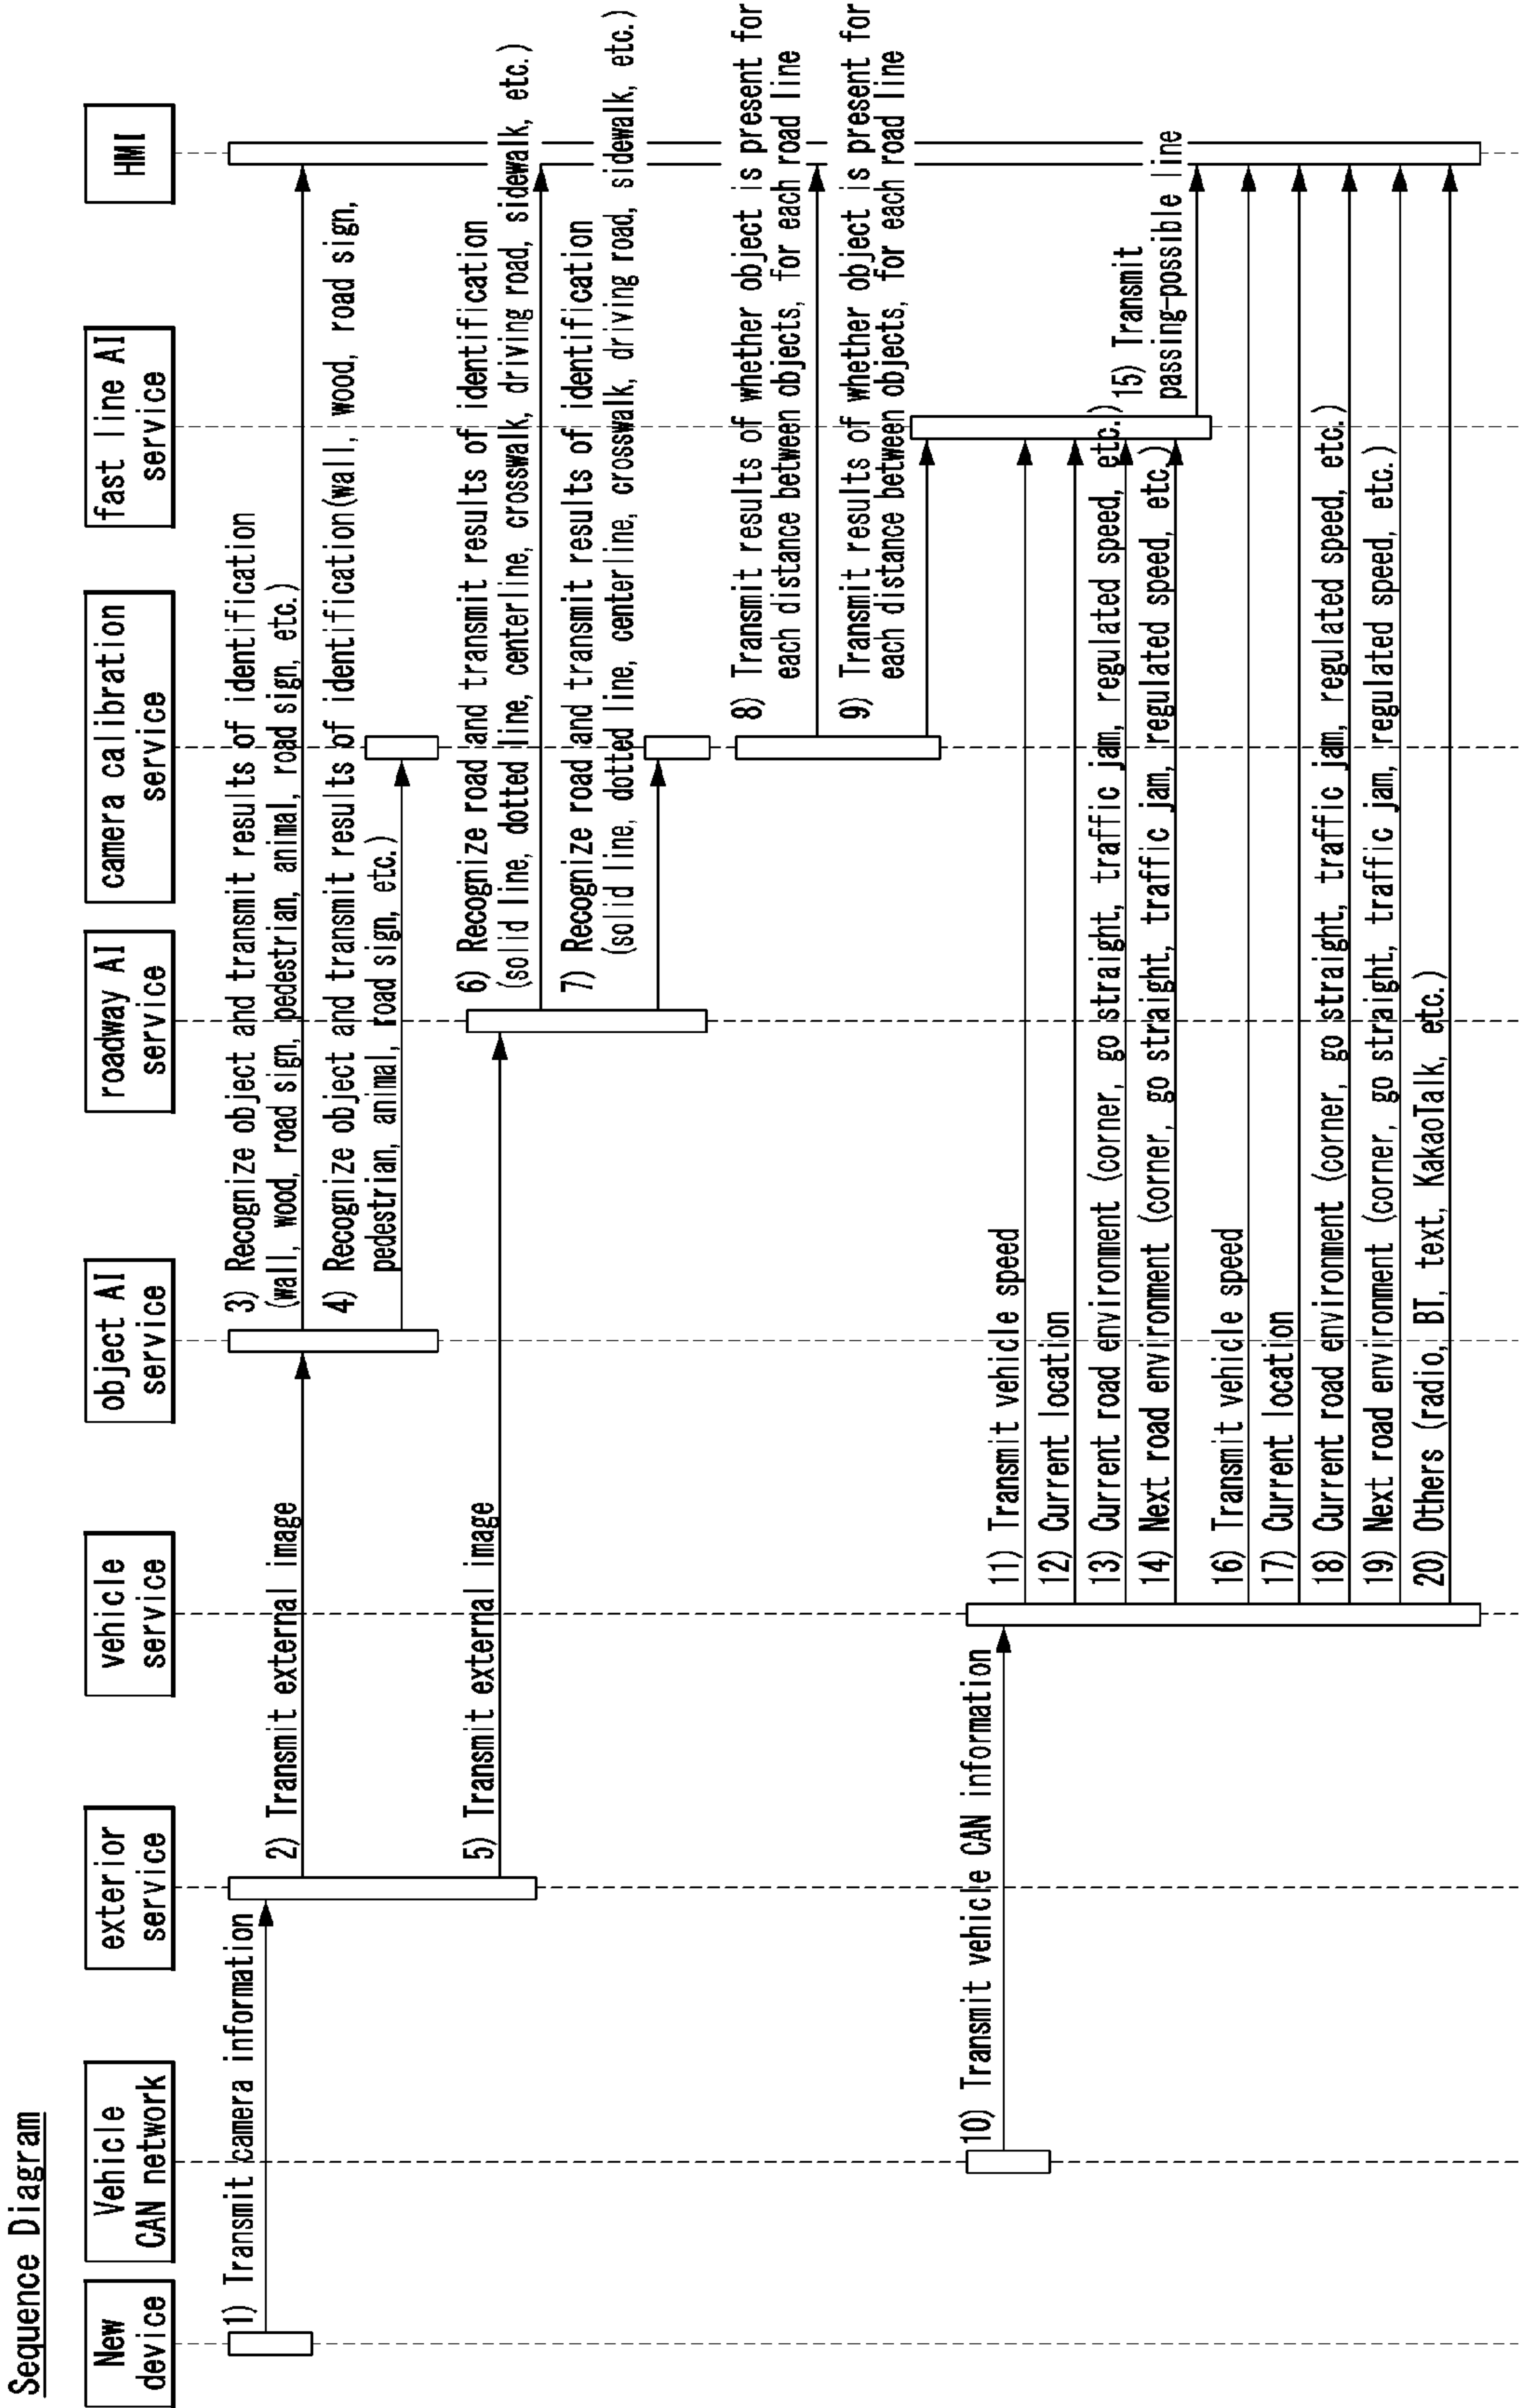 Sequence Diagram
New
device
Vehicle
CAN network
exterior
service
vehicle
service
object AI
service
roadway AI
service
camera calibration
service
fast line AI
service
HMI
1) Transmit camera information
2) Transmit external image
3) Recognize object and transmit results of identification
(wall, wood, road sign, pedestrian, animal, road sign, etc.)
4) Recognize object and transmit results of identification(wall, wood, road sign,
pedestrian, animal, road sign, etc.)
5) Transmit external image
6) Recognize road and transmit results of identification
(solid line, dotted line, centerline, crosswalk, driving road, sidewalk, etc.)
7) Recognize road and transmit results of identification
(solid line, dotted line, centerline, crosswalk, driving road, sidewalk, etc.)
8) Transmit results of whether object is present for
each distance between objects, for each road line
9) Transmit results of whether object is present for
each distance between objects, for each road line
10) Transmit vehicle CAN information
11) Transmit vehicle speed
12) Current location
13) Current road environment (corner, go straight, traffic jam, regulated speed, etc.)
14) Next road environment (corner, go straight, traffic jam, regulated speed, etc.)
15) Transmit
passing-possible line
16) Transmit vehicle speed
17) Current location
18) Current road environment (corner, go straight, traffic jam, regulated speed, etc.)
19) Next road environment (corner, go straight, traffic jam, regulated speed, etc.)
20) Others (radio, BT, text, KakaoTalk, etc.)